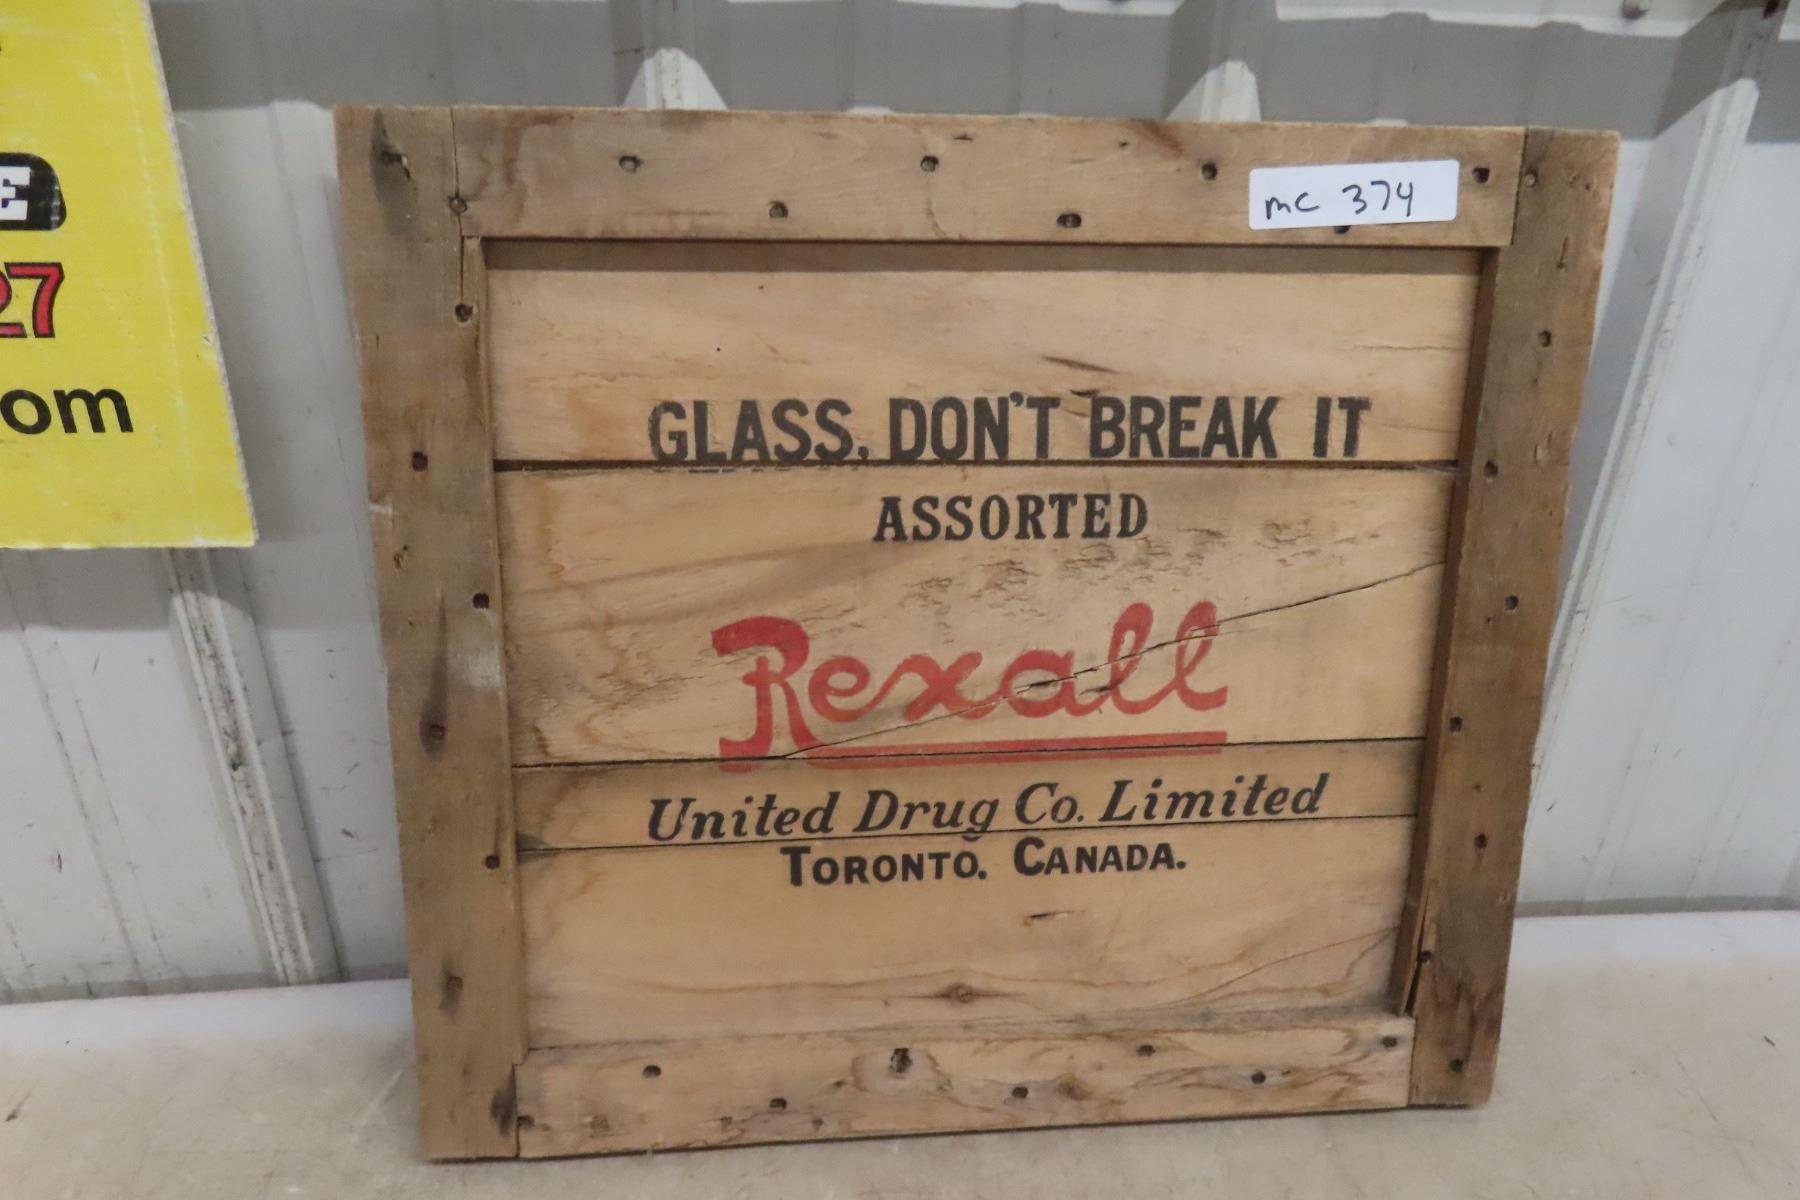 mc 374
GLASS, DON'T BREAK IT
ASSORTED
Rexall
United Drug Co. Limited
TORONTO. CANADA.
27
om